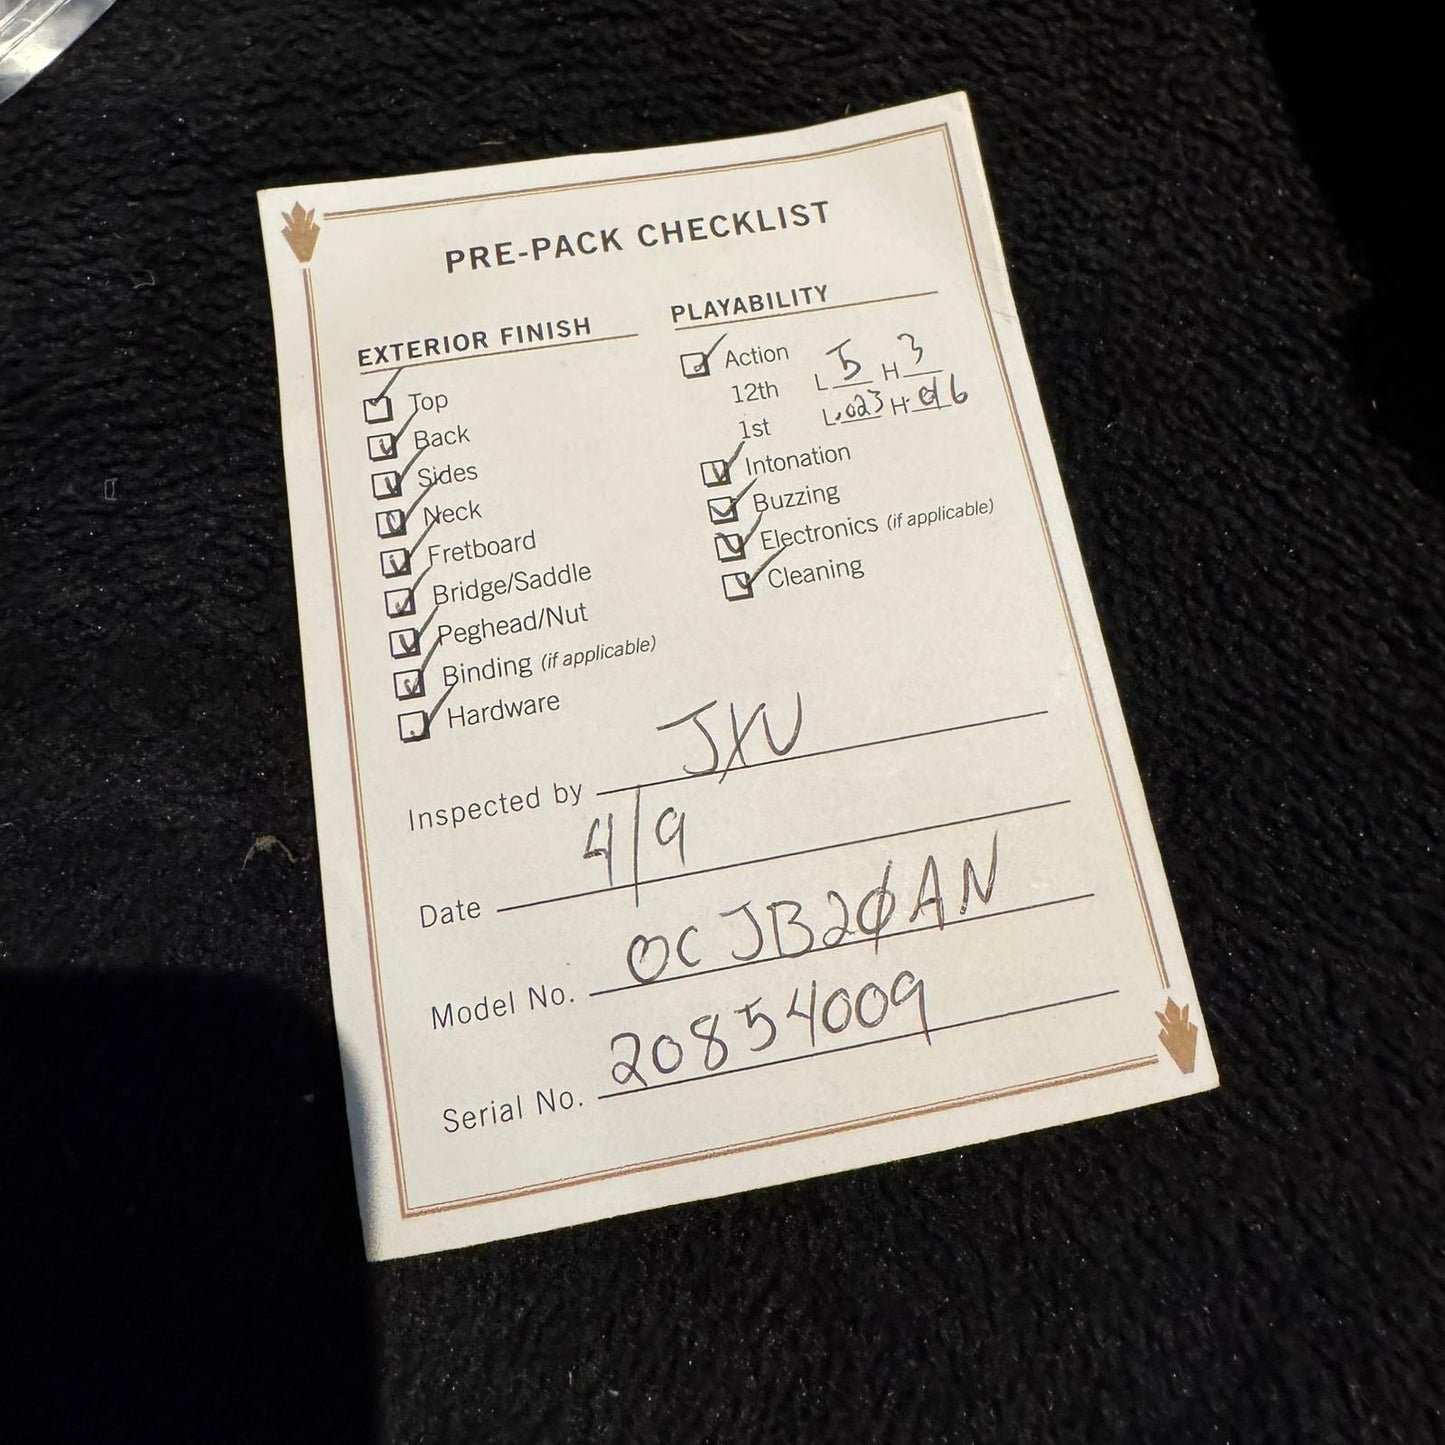 PRE-PACK CHECKLIST
EXTERIOR FINISH
Top
Back
Sides
Neck
Fretboard
Bridge/Saddle
Peghead/Nut
Binding (if applicable)
Hardware
PLAYABILITY
Action
12th L 5 H 3
1st L .023 H .016
Intonation
Buzzing
Electronics (if applicable)
Cleaning
Inspected by JXU
Date 4/9
Model No. OCJB20AN
Serial No. 20854009